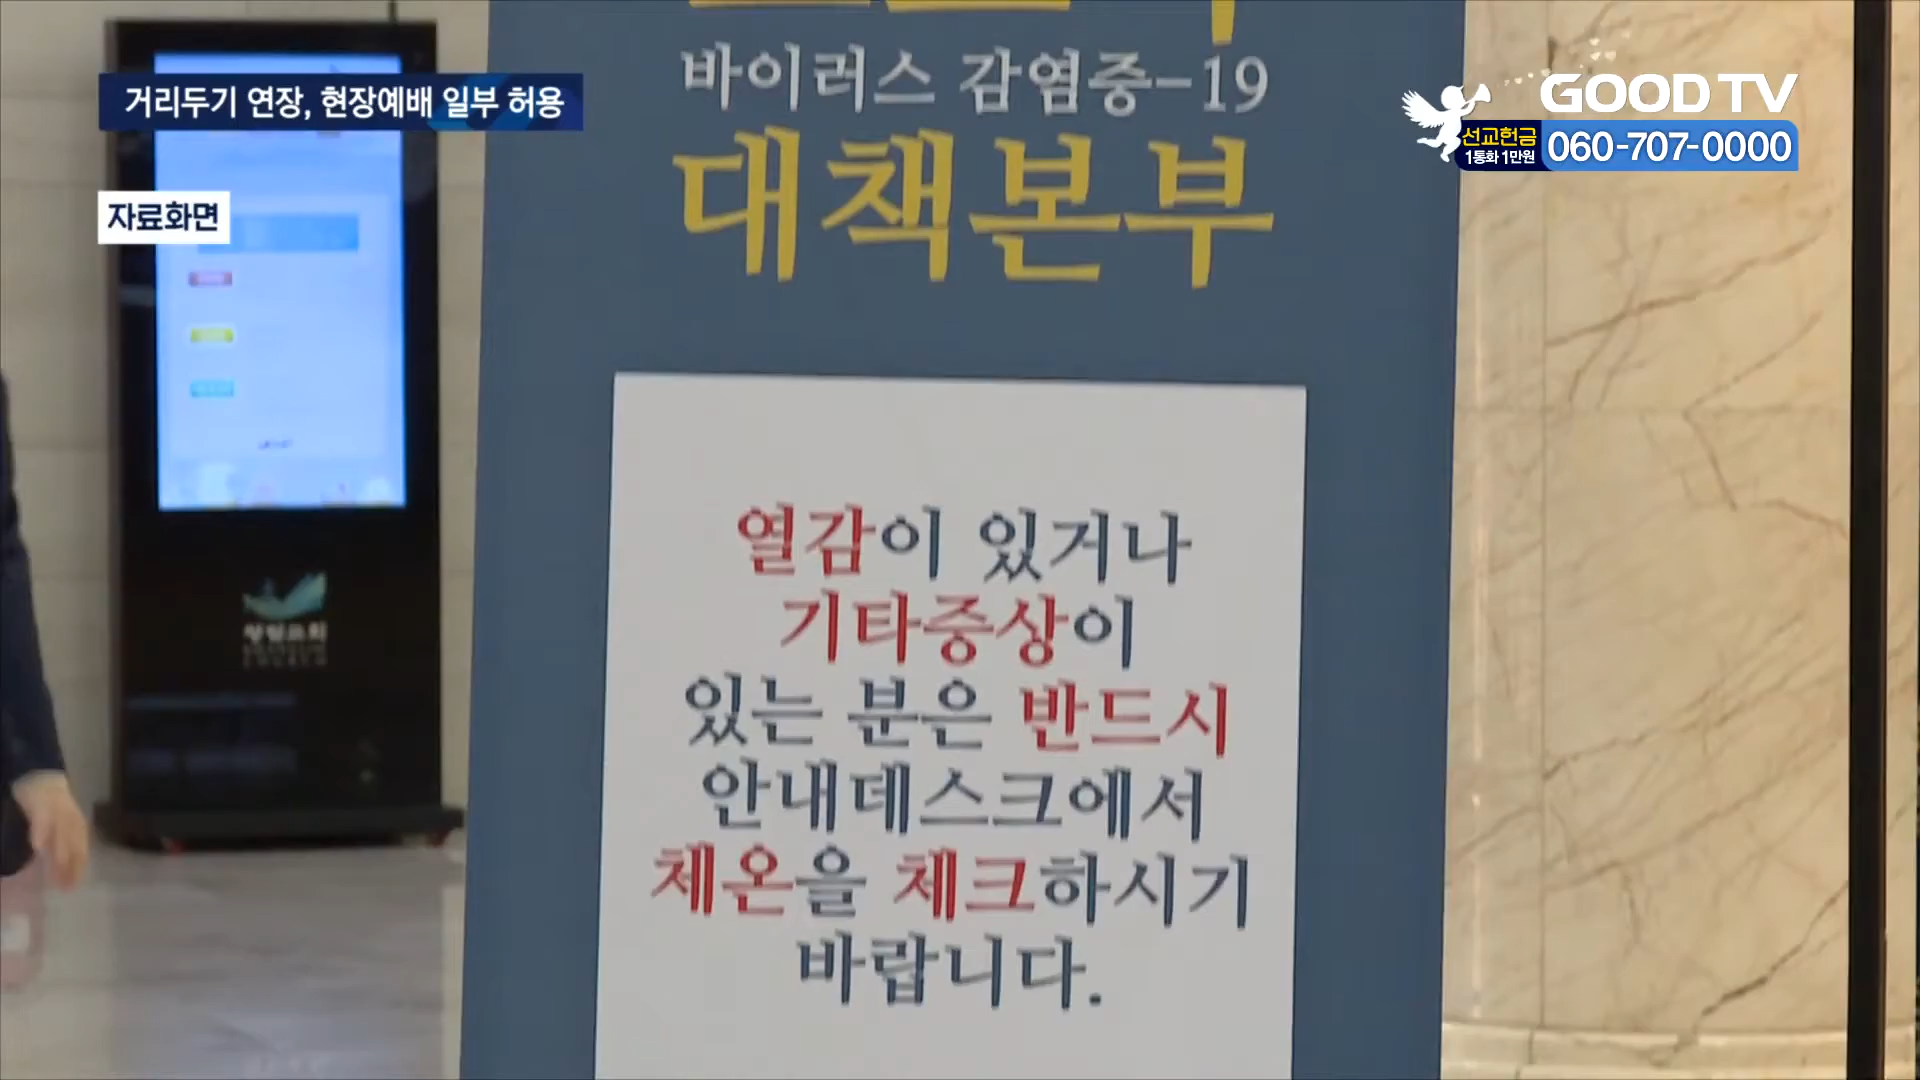 거리두기 연장, 현장예배 일부 허용
자료화면
GOOD TV
선교헌금
1통화 1만원
060-707-0000
바이러스 감염증-19
대책본부
열감이 있거나
기타증상이
있는 분은 반드시
안내데스크에서
체온을 체크하시기
바랍니다.